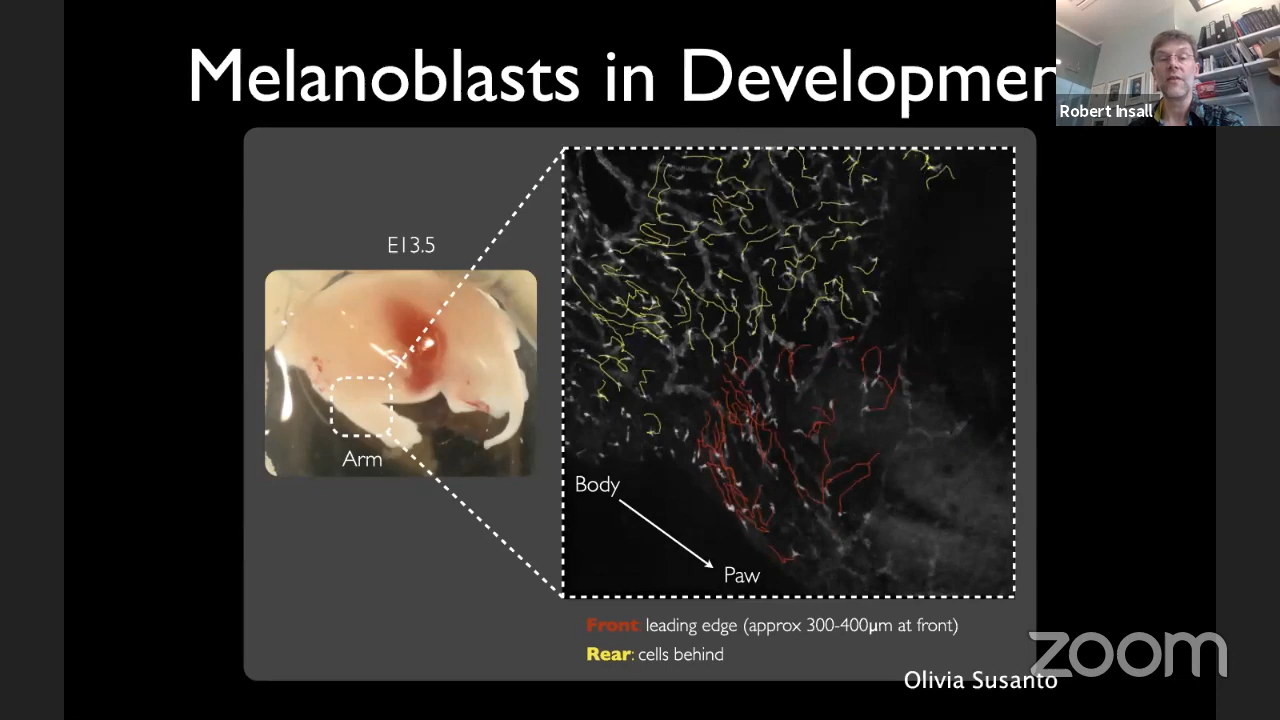 Melanoblasts in Developmen
Robert Insall
E13.5
Arm
Body
Paw
Front: leading edge (approx 300-400µm at front)
Rear: cells behind
Olivia Susanto
zoom